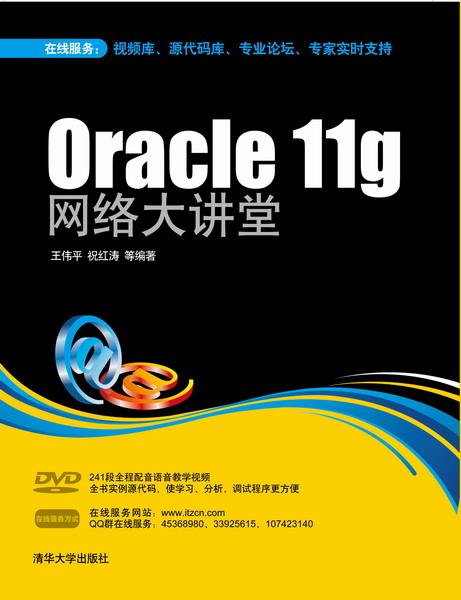 在线服务：视频库、源代码库、专业论坛、专家实时支持
Oracle 11g
网络大讲堂
王伟平 祝红涛 等编著
DVD
241段全程配音语音教学视频
全书实例源代码，使学习、分析、调试程序更方便
在线服务方式
在线服务网站：www.itzcn.com
QQ群在线服务：45368980、33925615、107423140
清华大学出版社